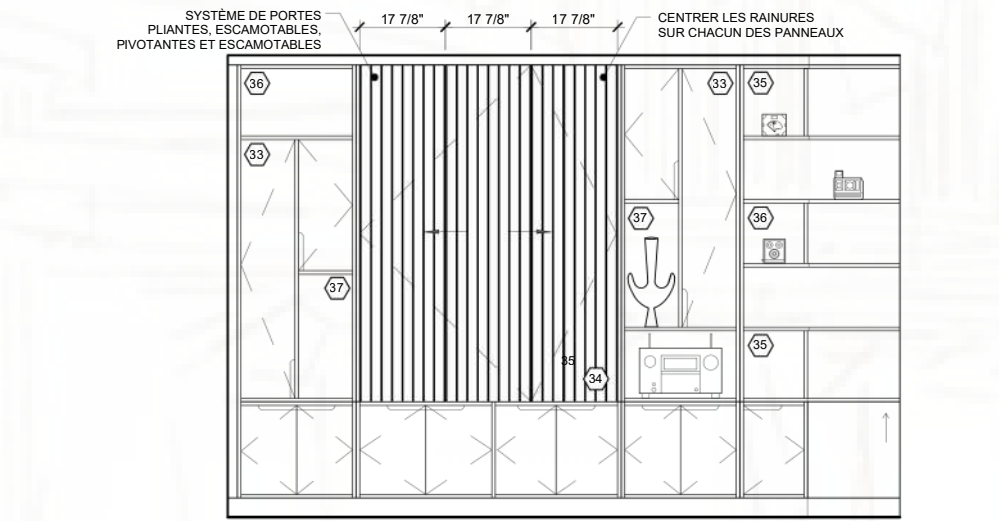 SYSTÈME DE PORTES
PLIANTES, ESCAMOTABLES,
PIVOTANTES ET ESCAMOTABLES
17 7/8" 17 7/8" 17 7/8"
CENTRER LES RAINURES
SUR CHACUN DES PANNEAUX
36 33 35
33
37 36
37
35
35
34